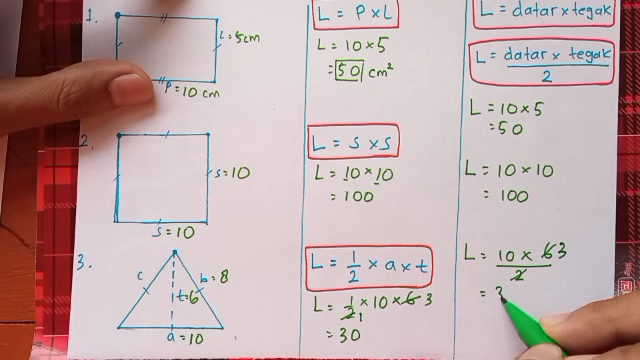 1.
l = 5cm
P = 10 cm
L = P x L
L = 10 x 5
= 50 cm²
L = datar x tegak
L = datar x tegak
2
L = 10 x 5
= 50
2.
s = 10
s = 10
L = s x s
L = 10 x 10
= 100
L = 10 x 10
= 100
3.
c
b = 8
t = 6
a = 10
L = 1/2 x a x t
L = 1/2 x 10 x 6 3
1
= 30
L = 10 x 6 3
2
= 3